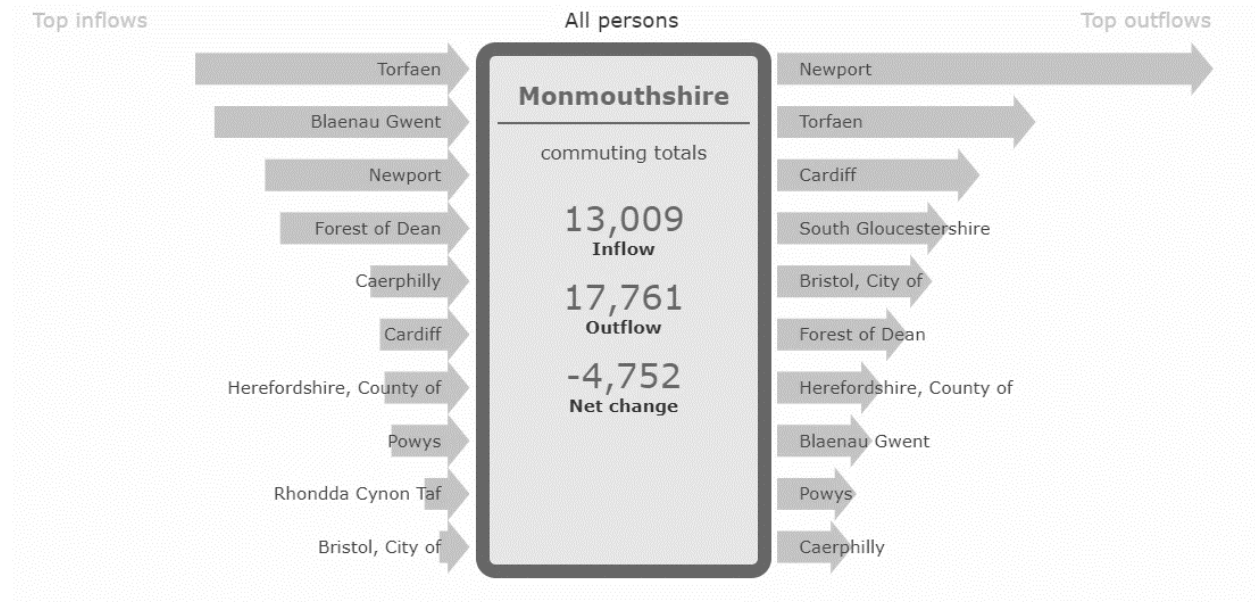 Top inflows
All persons
Top outflows
Torfaen
Blaenau Gwent
Newport
Forest of Dean
Caerphilly
Cardiff
Herefordshire, County of
Powys
Rhondda Cynon Taf
Bristol, City of
Monmouthshire
commuting totals
13,009
Inflow
17,761
Outflow
-4,752
Net change
Newport
Torfaen
Cardiff
South Gloucestershire
Bristol, City of
Forest of Dean
Herefordshire, County of
Blaenau Gwent
Powys
Caerphilly